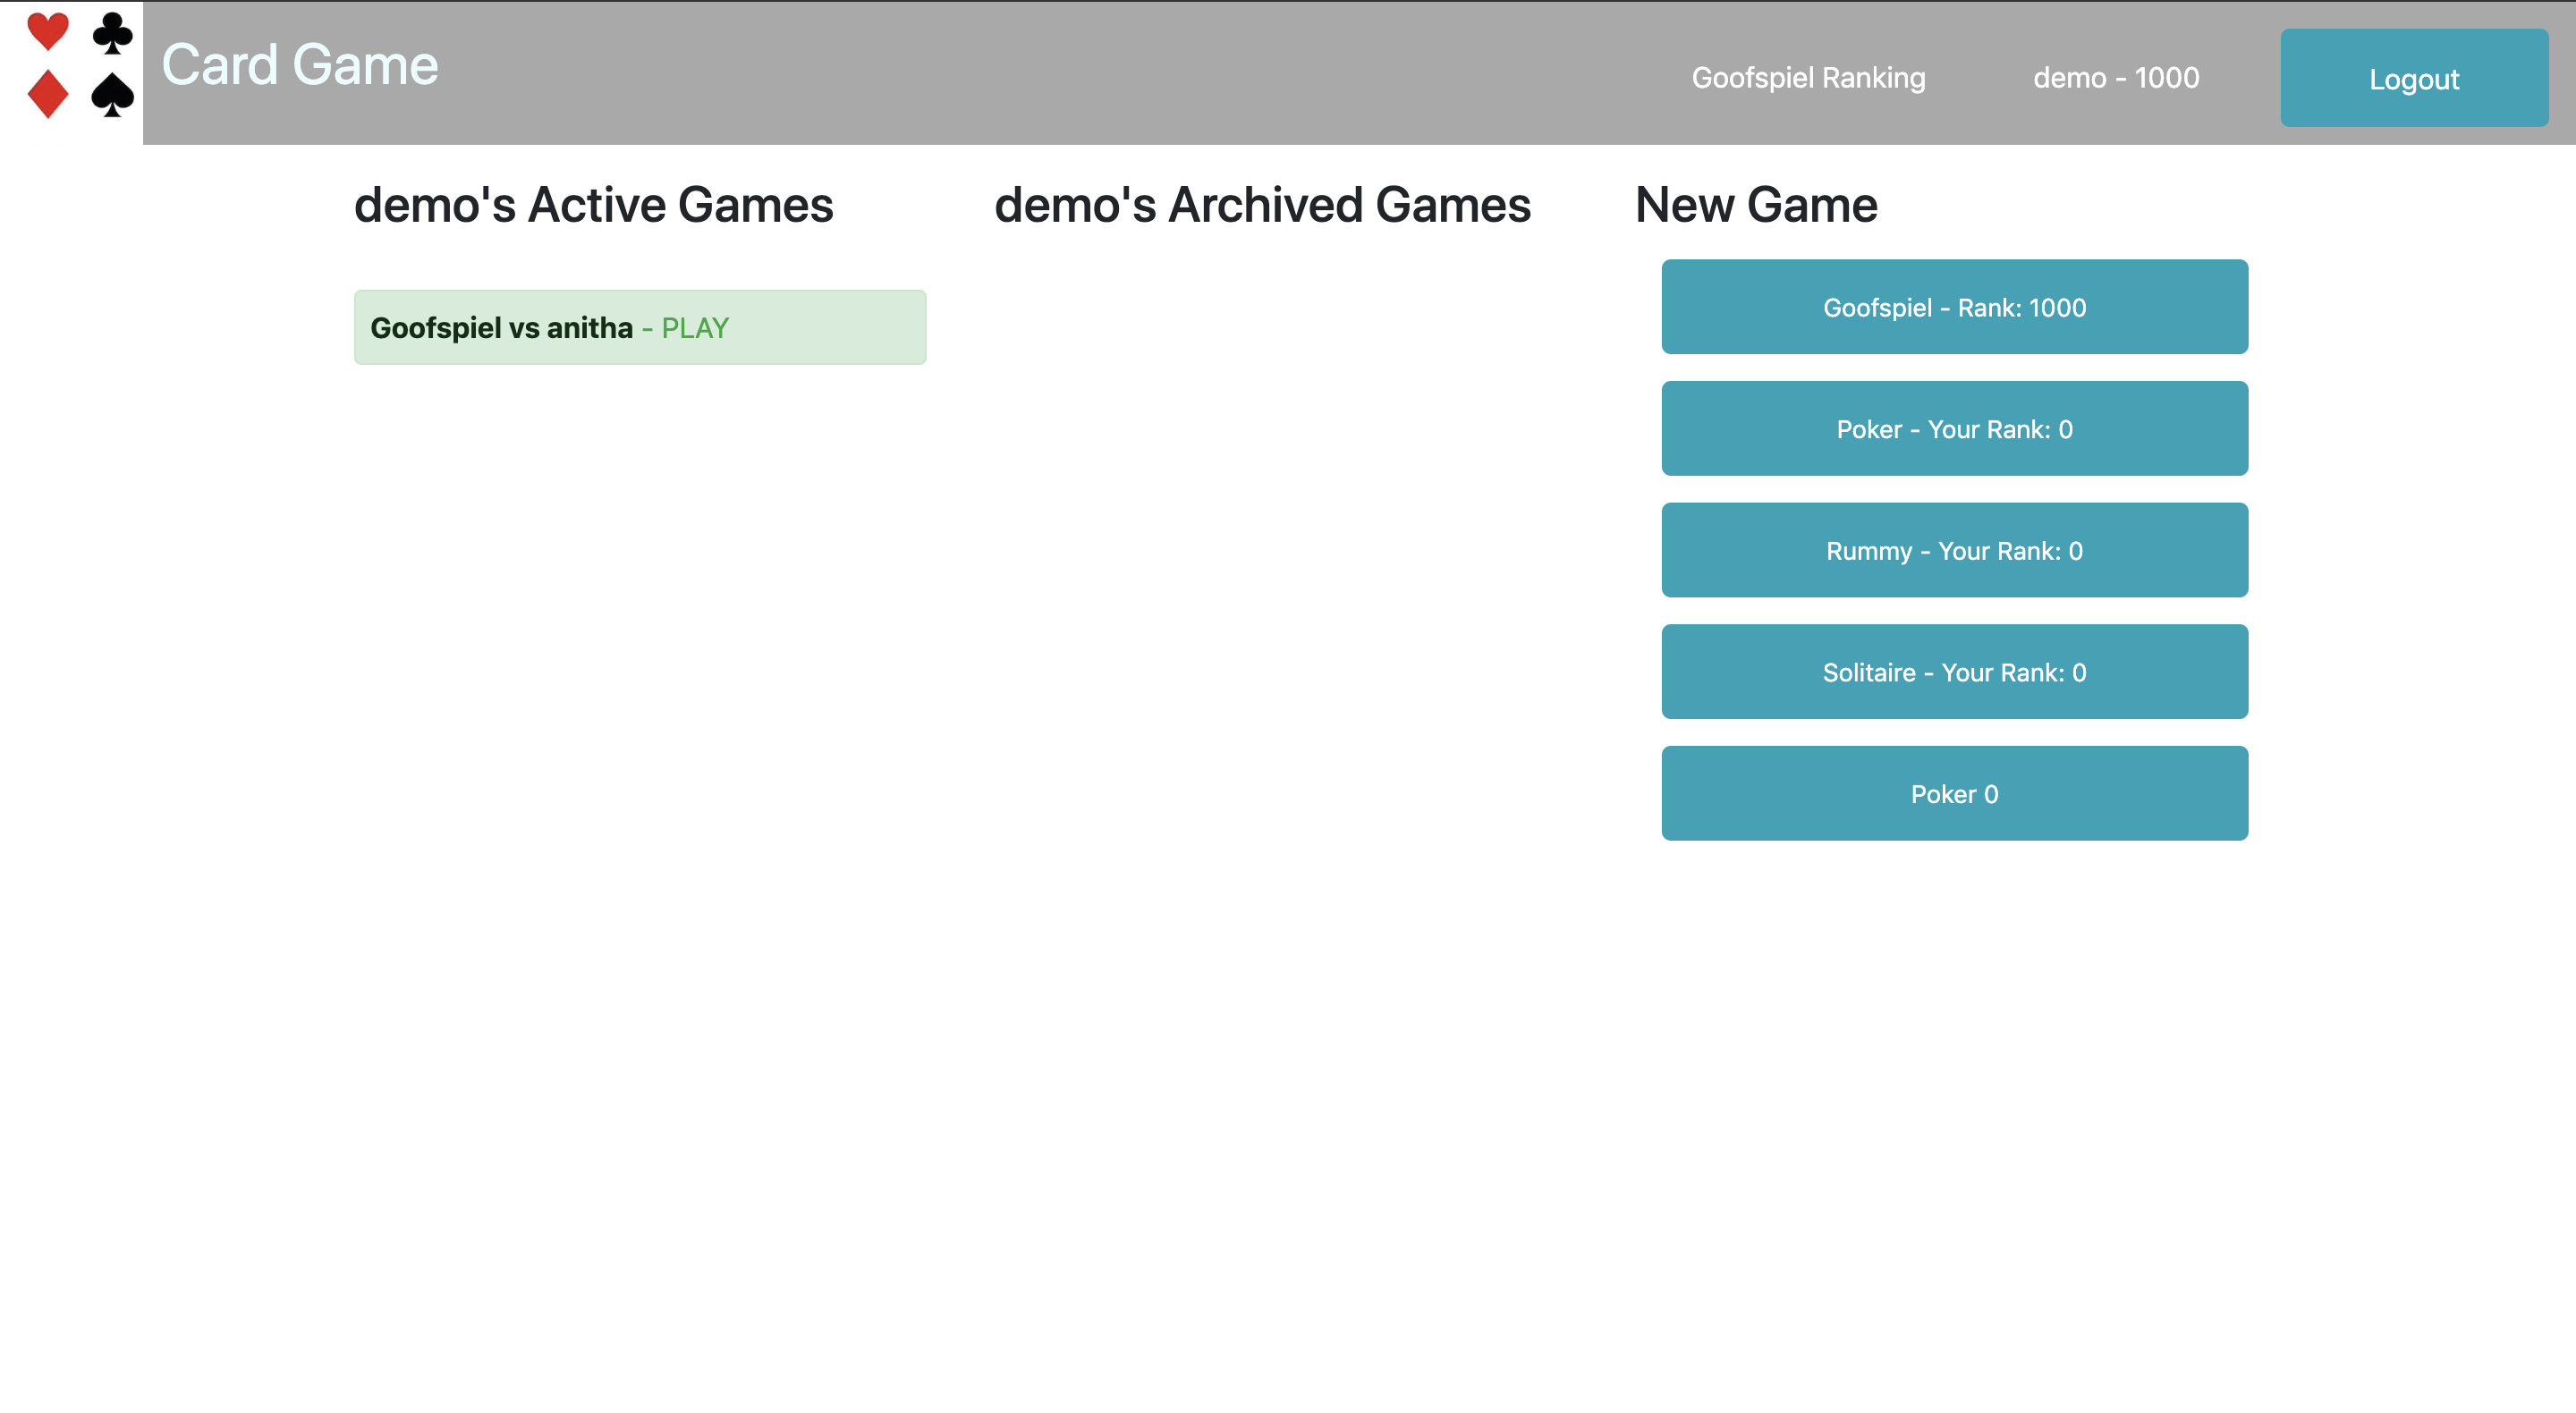 Card Game
Goofspiel Ranking
demo - 1000
Logout
demo's Active Games
Goofspiel vs anitha - PLAY
demo's Archived Games
New Game
Goofspiel - Rank: 1000
Poker - Your Rank: 0
Rummy - Your Rank: 0
Solitaire - Your Rank: 0
Poker 0